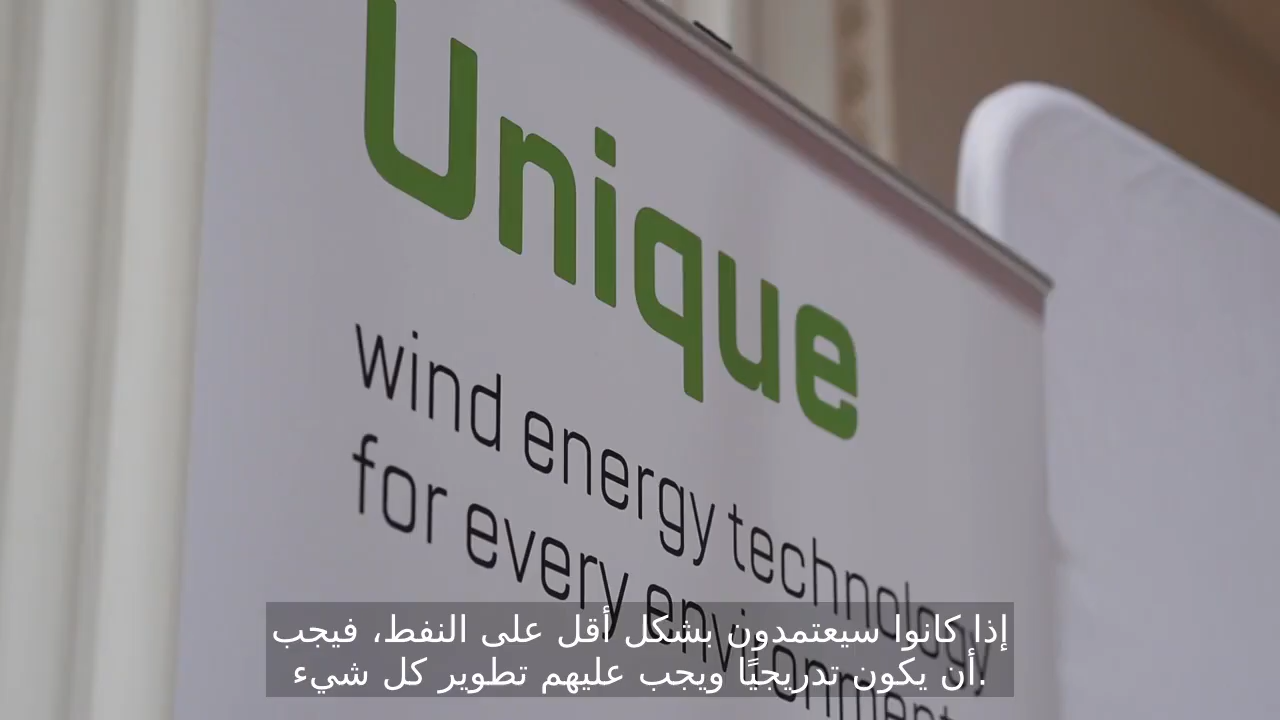 Unique
wind energy technology
for every environment
إذا كانوا سيعتمدون بشكل أقل على النفط، فيجب
أن يكون تدريجيًا ويجب عليهم تطوير كل شيء.